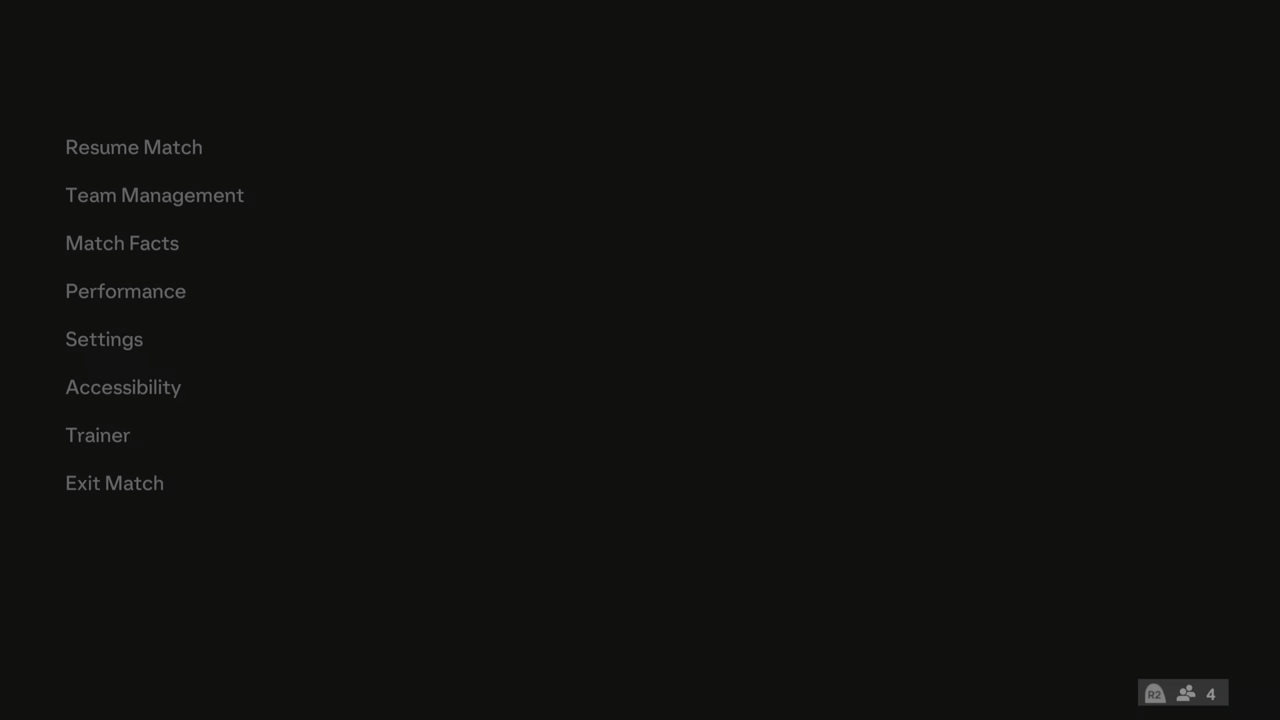 Resume Match
Team Management
Match Facts
Performance
Settings
Accessibility
Trainer
Exit Match
R2 4